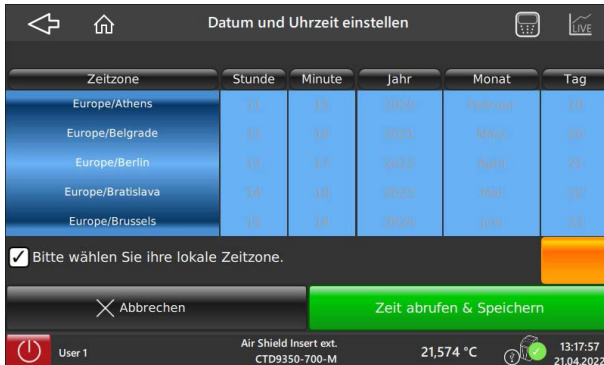 Datum und Uhrzeit einstellen
LIVE
Zeitzone Stunde Minute Jahr Monat Tag
Europe/Athens
Europe/Belgrade
Europe/Berlin
Europe/Bratislava
Europe/Brussels
Bitte wählen Sie ihre lokale Zeitzone.
Abbrechen
Zeit abrufen & Speichern
User 1
Air Shield Insert ext.
CTD9350-700-M
21,574 °C
13:17:57
21.04.2022